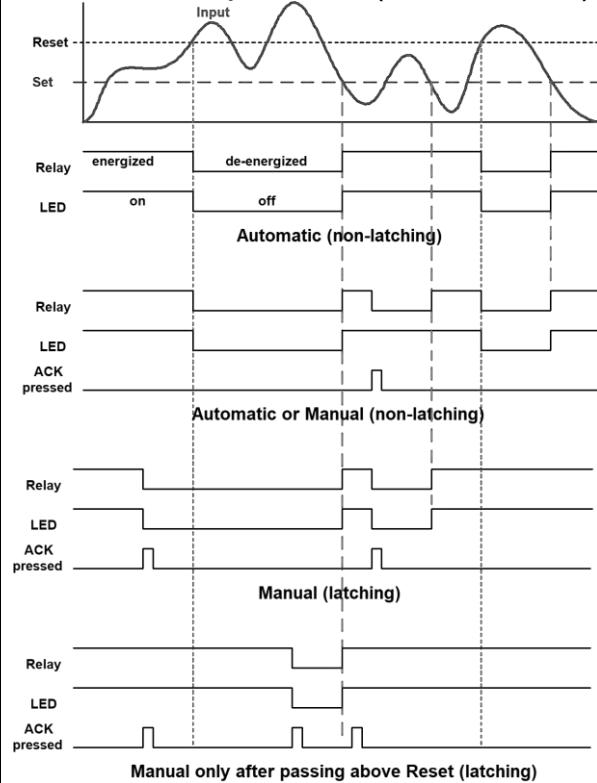 Input
Reset
Set
Relay energized de-energized
LED on off
Automatic (non-latching)
Relay
LED
ACK
pressed
Automatic or Manual (non-latching)
Relay
LED
ACK
pressed
Manual (latching)
Relay
LED
ACK
pressed
Manual only after passing above Reset (latching)